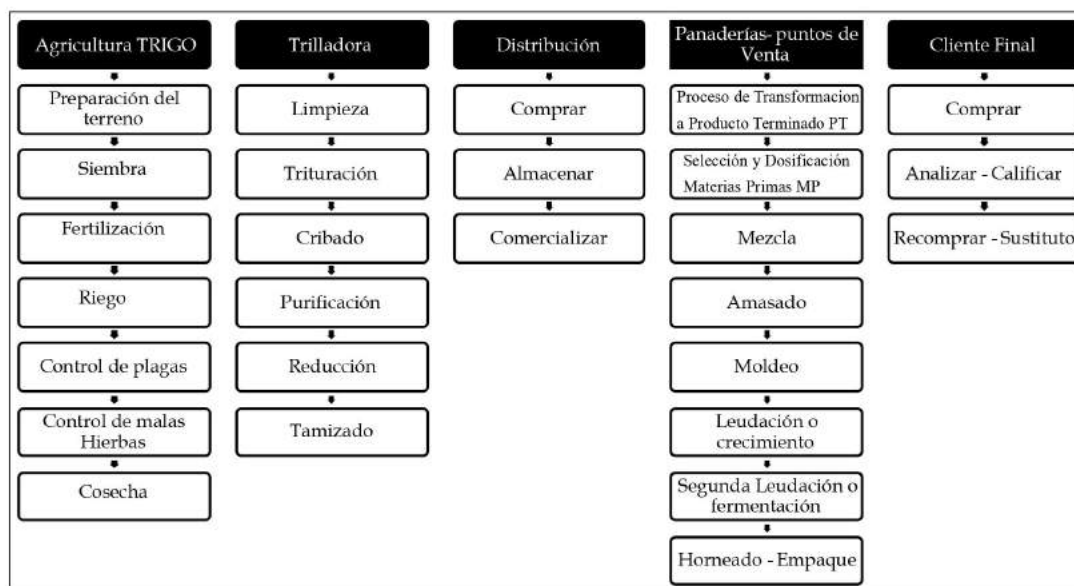 Agricultura TRIGO
Preparación del
terreno
Siembra
Fertilización
Riego
Control de plagas
Control de malas
Hierbas
Cosecha
Trilladora
Limpieza
Trituración
Cribado
Purificación
Reducción
Tamizado
Distribución
Comprar
Almacenar
Comercializar
Panaderías- puntos de
Venta
Proceso de Transformacion
a Producto Terminado PT
Selección y Dosificación
Materias Primas MP
Mezcla
Amasado
Moldeo
Leudación o
crecimiento
Segunda Leudación o
fermentación
Horneado - Empaque
Cliente Final
Comprar
Analizar - Calificar
Recomprar - Sustituto